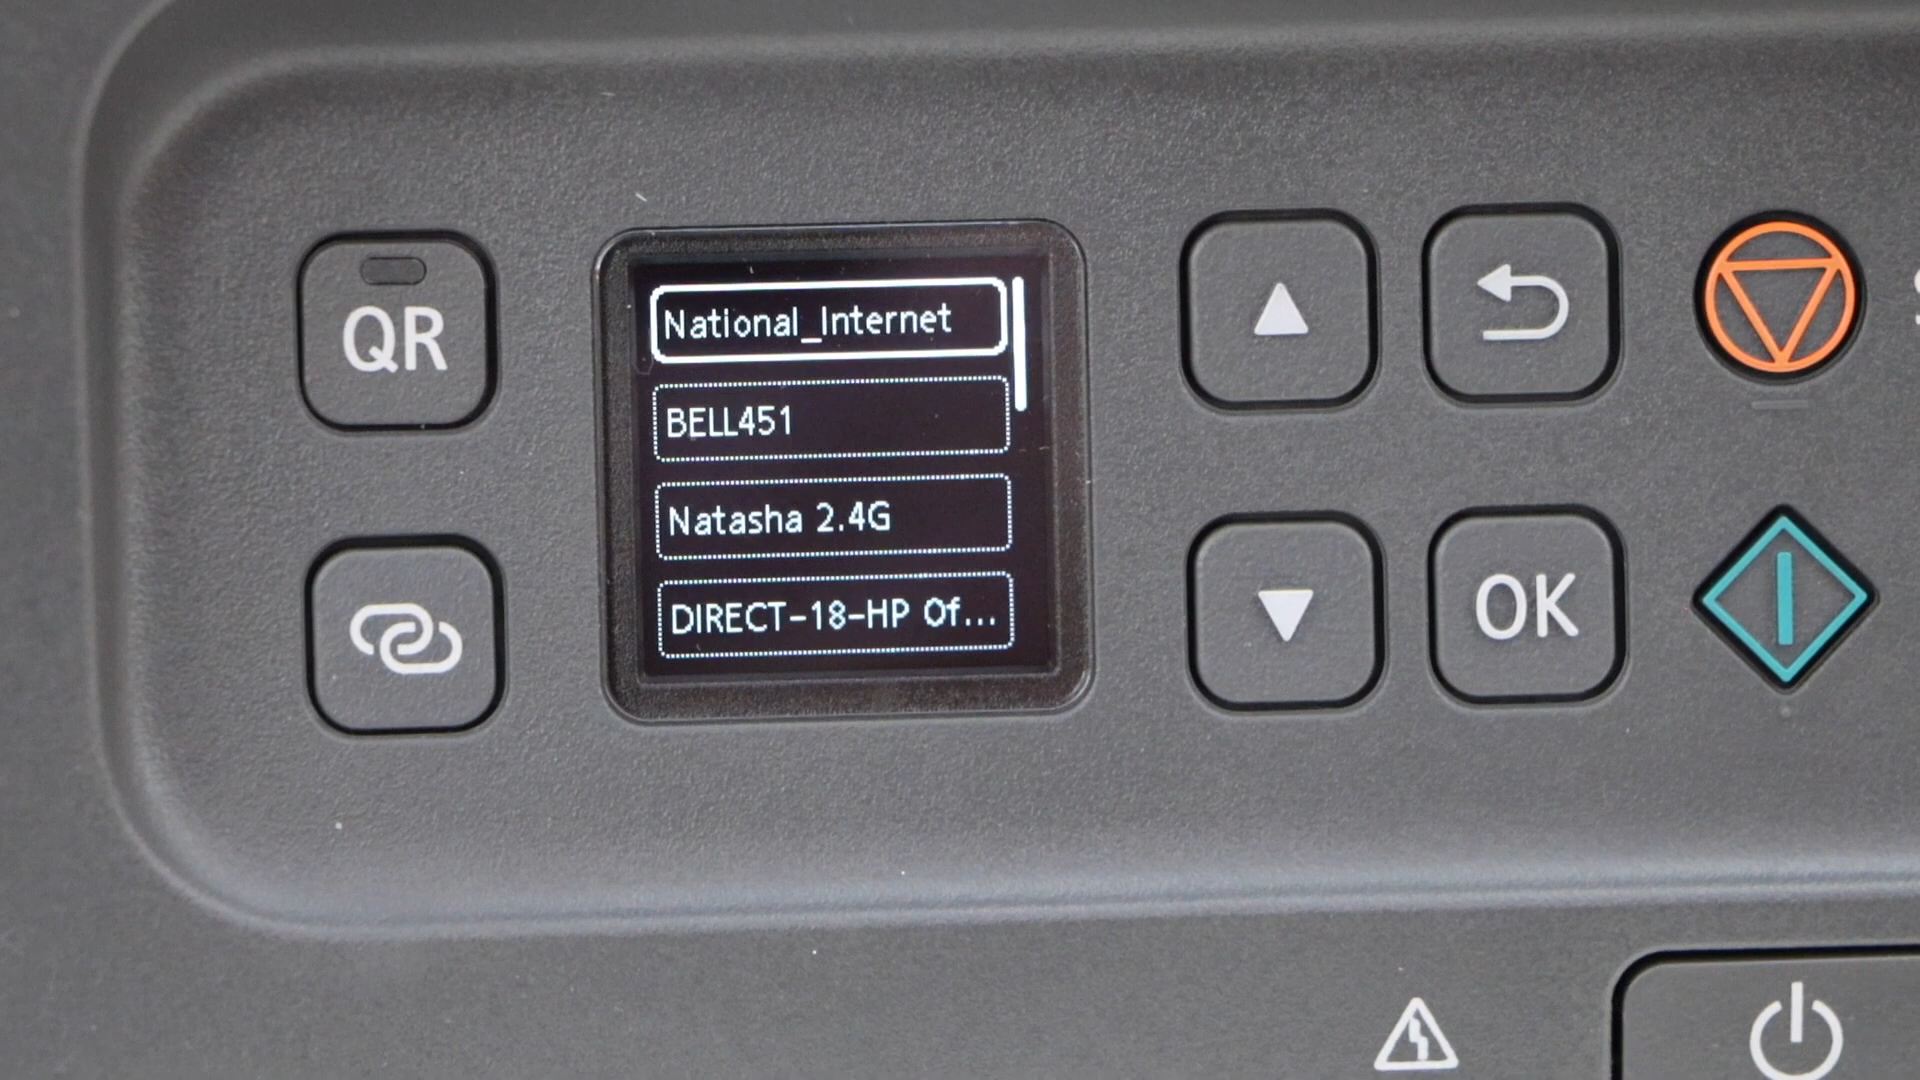 QR
National_Internet
BELL451
Natasha 2.4G
DIRECT-18-HP Of...
OK